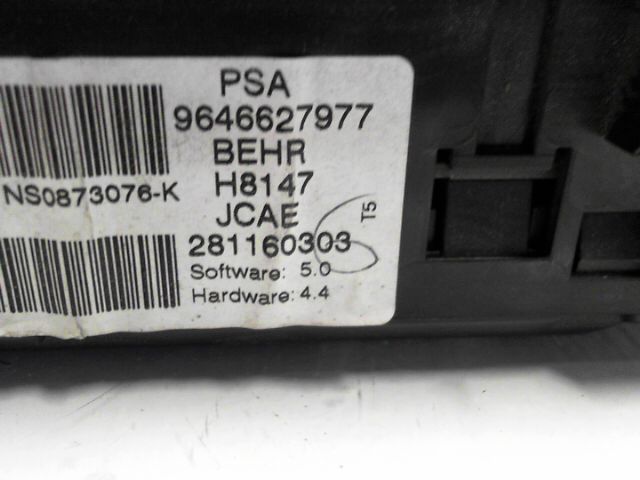 PSA
9646627977
BEHR
NS0873076-K
H8147
JCAE
T5
281160303
Software: 5.0
Hardware: 4.4